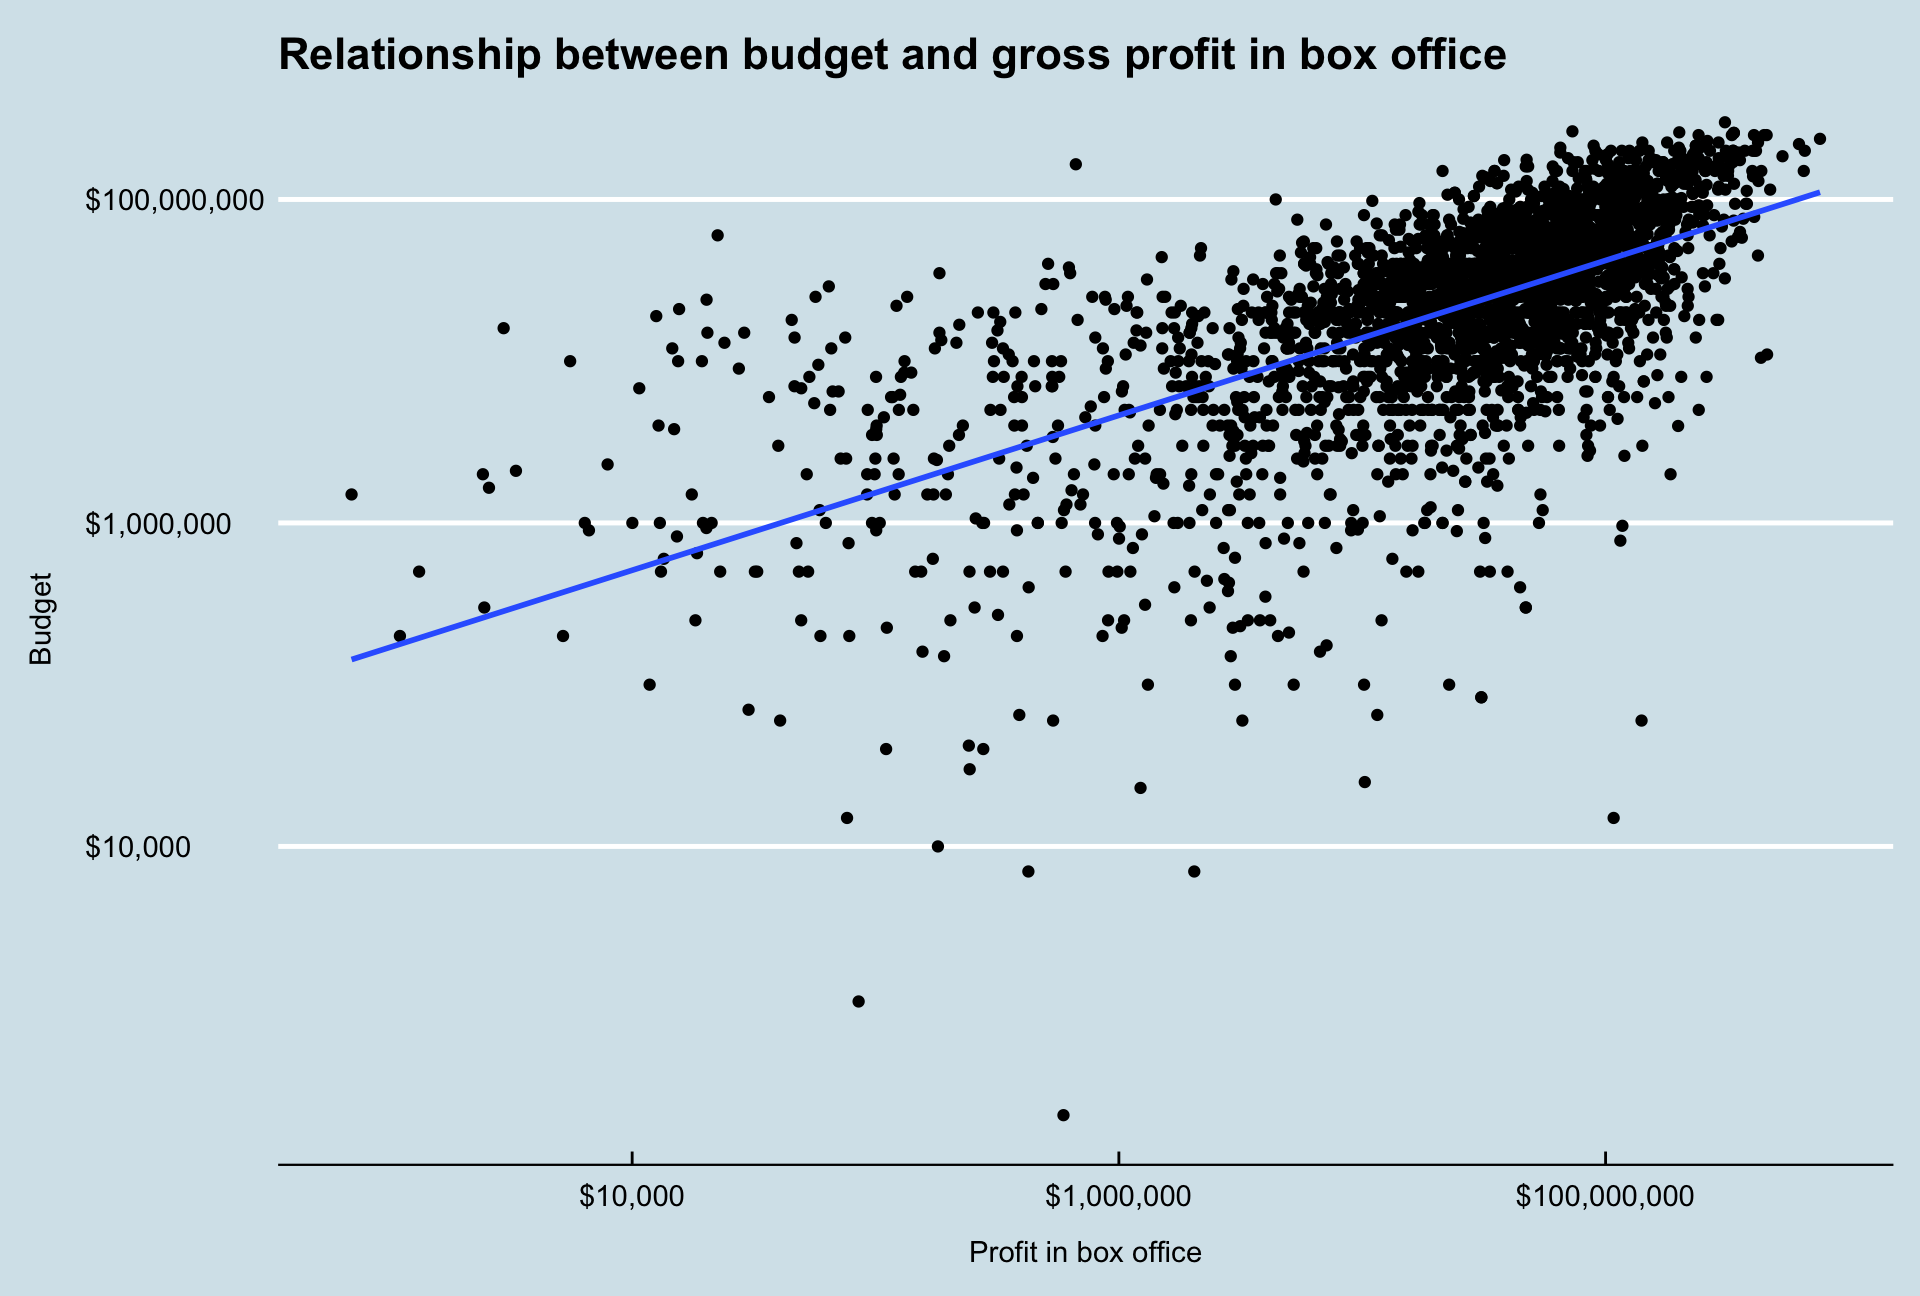 Relationship between budget and gross profit in box office
$100,000,000
$1,000,000
$10,000
Budget
$10,000
$1,000,000
$100,000,000
Profit in box office